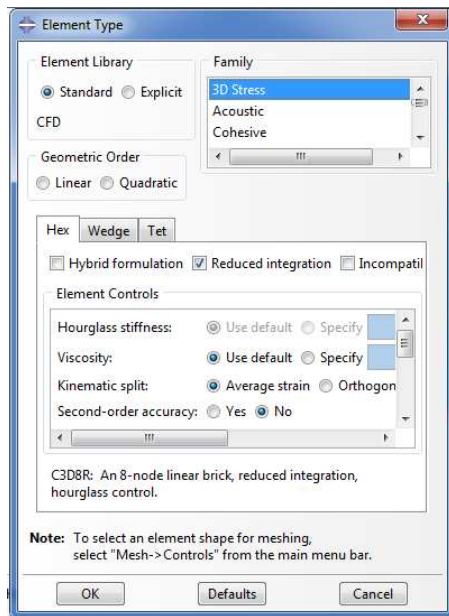 Element Type
Element Library
Family
Standard Explicit
3D Stress
Acoustic
CFD
Cohesive
Geometric Order
Linear Quadratic
Hex Wedge Tet
Hybrid formulation Reduced integration Incompatil
Element Controls
Hourglass stiffness: Use default Specify
Viscosity: Use default Specify
Kinematic split: Average strain Orthogon
Second-order accuracy: Yes No
C3D8R: An 8-node linear brick, reduced integration,
hourglass control.
Note: To select an element shape for meshing,
select "Mesh->Controls" from the main menu bar.
OK Defaults Cancel